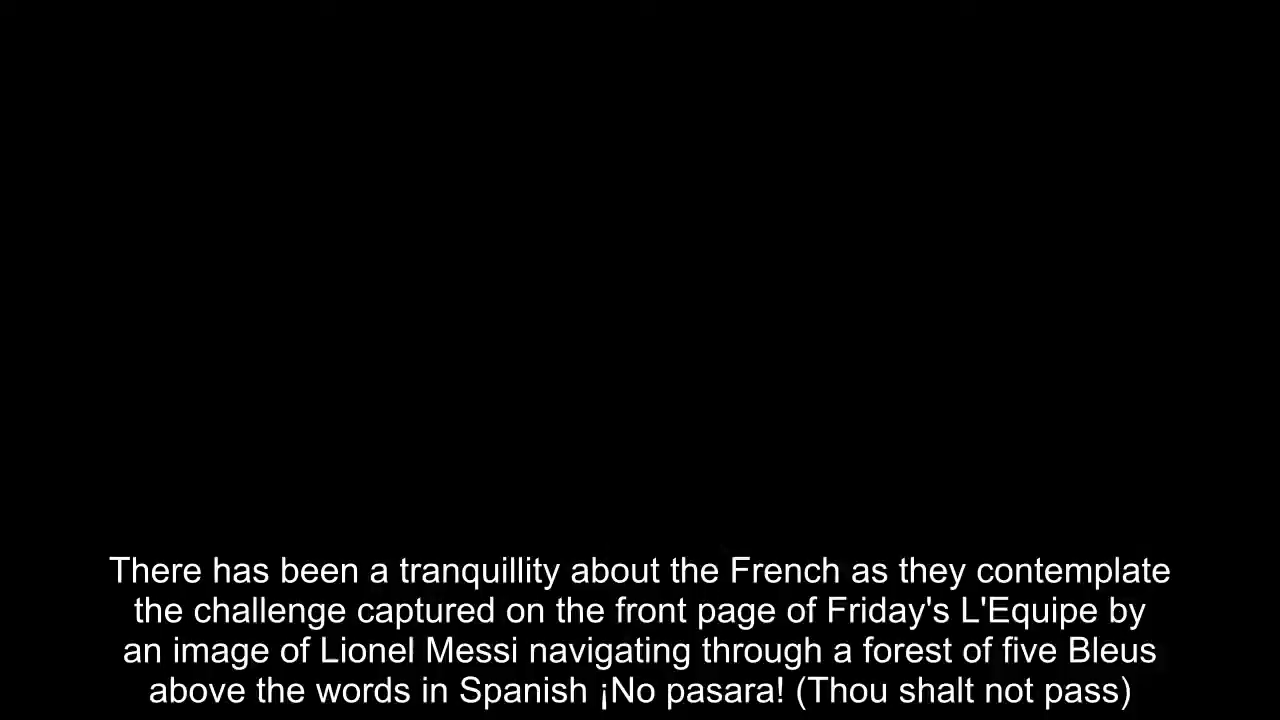 There has been a tranquillity about the French as they contemplate
the challenge captured on the front page of Friday's L'Equipe by
an image of Lionel Messi navigating through a forest of five Bleus
above the words in Spanish ¡No pasara! (Thou shalt not pass)